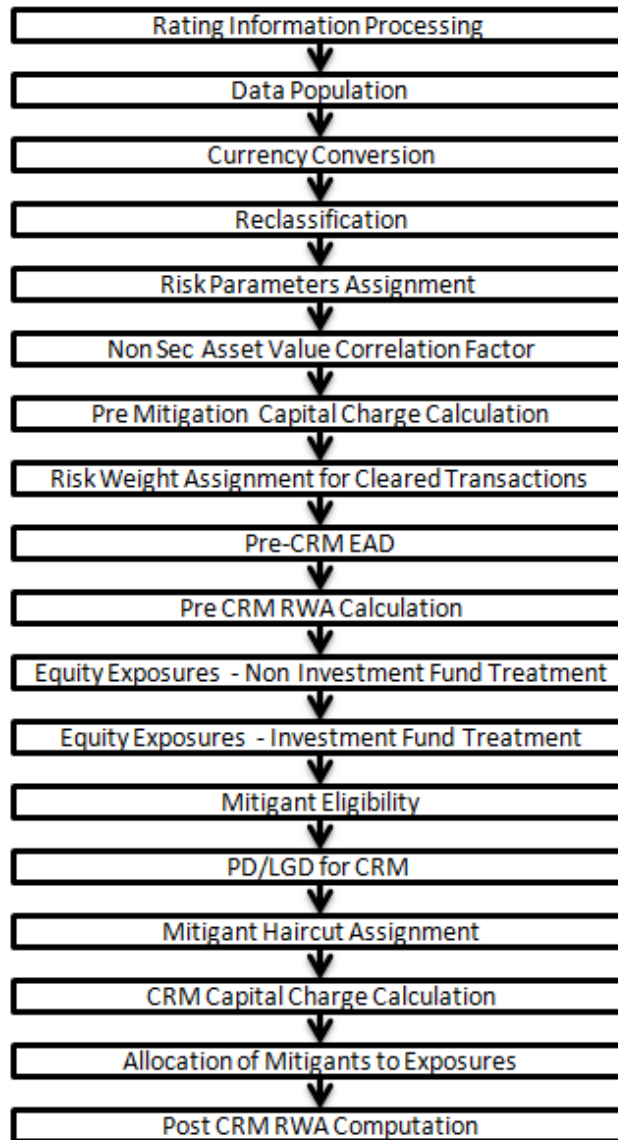 Rating Information Processing
Data Population
Currency Conversion
Reclassification
Risk Parameters Assignment
Non Sec Asset Value Correlation Factor
Pre Mitigation Capital Charge Calculation
Risk Weight Assignment for Cleared Transactions
Pre-CRM EAD
Pre CRM RWA Calculation
Equity Exposures - Non Investment Fund Treatment
Equity Exposures - Investment Fund Treatment
Mitigant Eligibility
PD/LGD for CRM
Mitigant Haircut Assignment
CRM Capital Charge Calculation
Allocation of Mitigants to Exposures
Post CRM RWA Computation